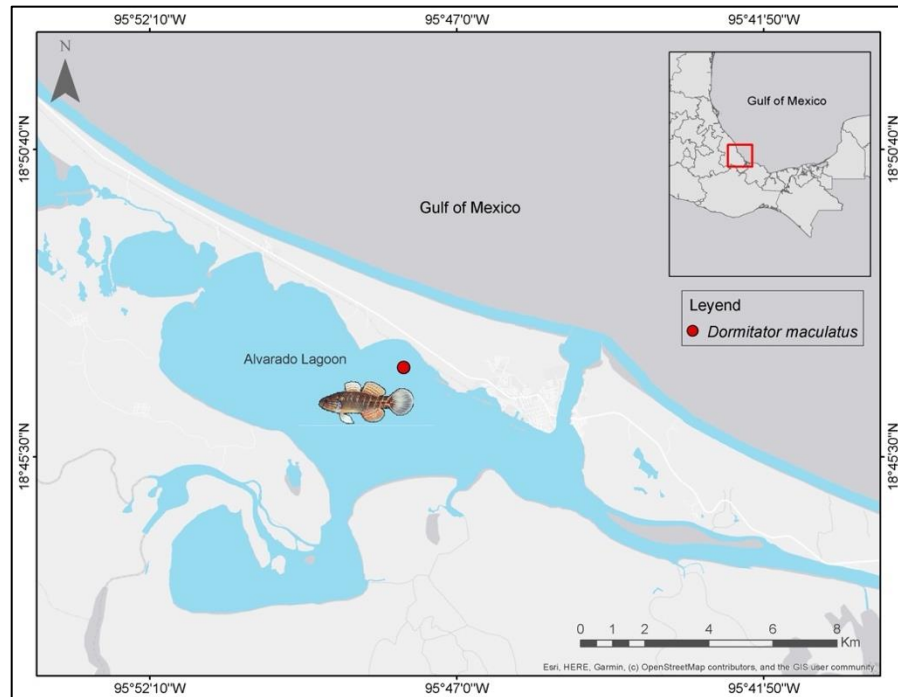 95°52'10"W 95°47'0"W 95°41'50"W
N
Gulf of Mexico
18°50'40"N
18°50'40"N
Gulf of Mexico
Leyend
Dormitator maculatus
Alvarado Lagoon
18°45'30"N
18°45'30"N
0 1 2 4 6 8
Km
Esri, HERE, Garmin, (c) OpenStreetMap contributors, and the GIS user community
95°52'10"W 95°47'0"W 95°41'50"W